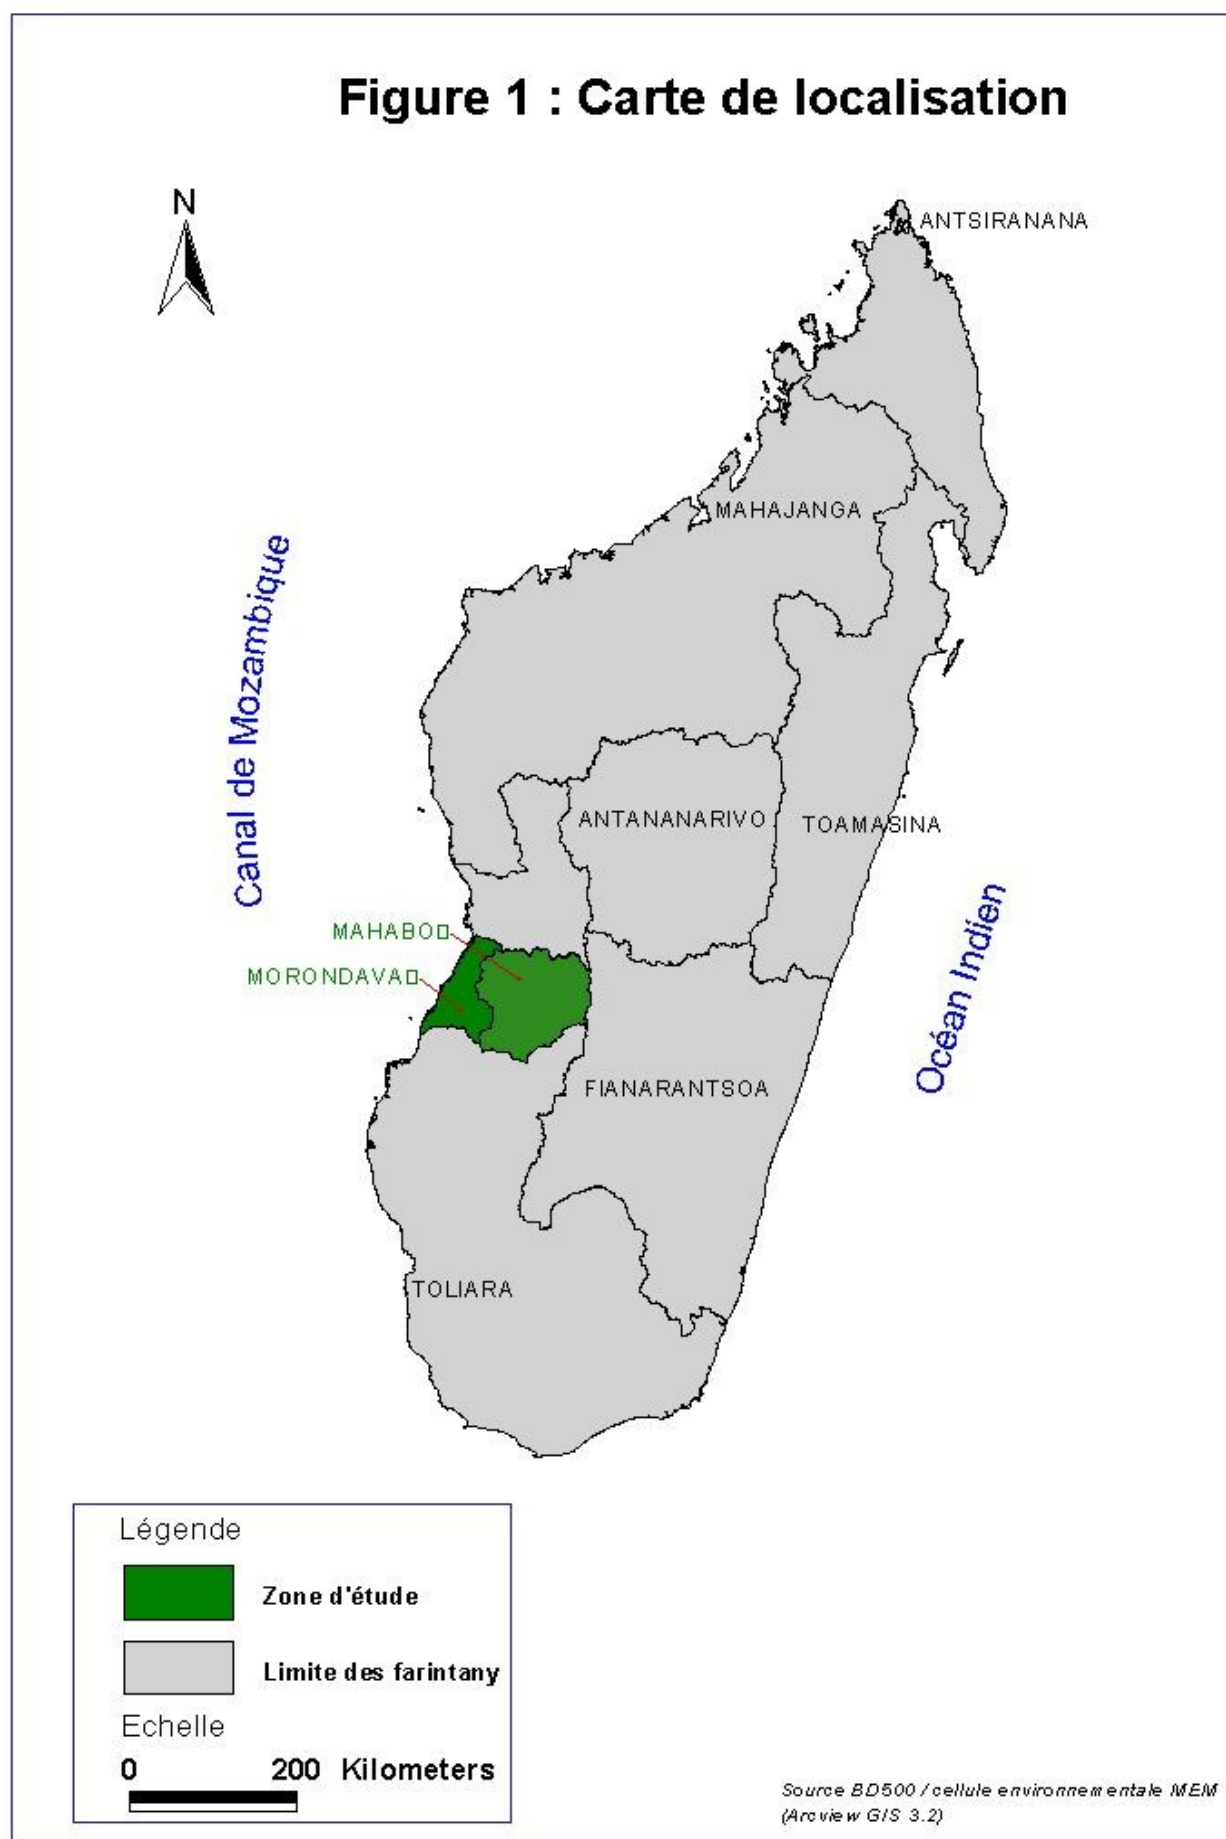 Figure 1 : Carte de localisation
N
ANTSIRANANA
MAHAJANGA
Canal de Mozambique
ANTANANARIVO
TOAMASINA
MAHABO
MORONDAVA
Océan Indien
FIANARANTSOA
TOLIARA
Légende
Zone d'étude
Limite des farintany
Echelle
0 200 Kilometers
Source BD500 / cellule environnementale MEM
(Arcview GIS 3.2)